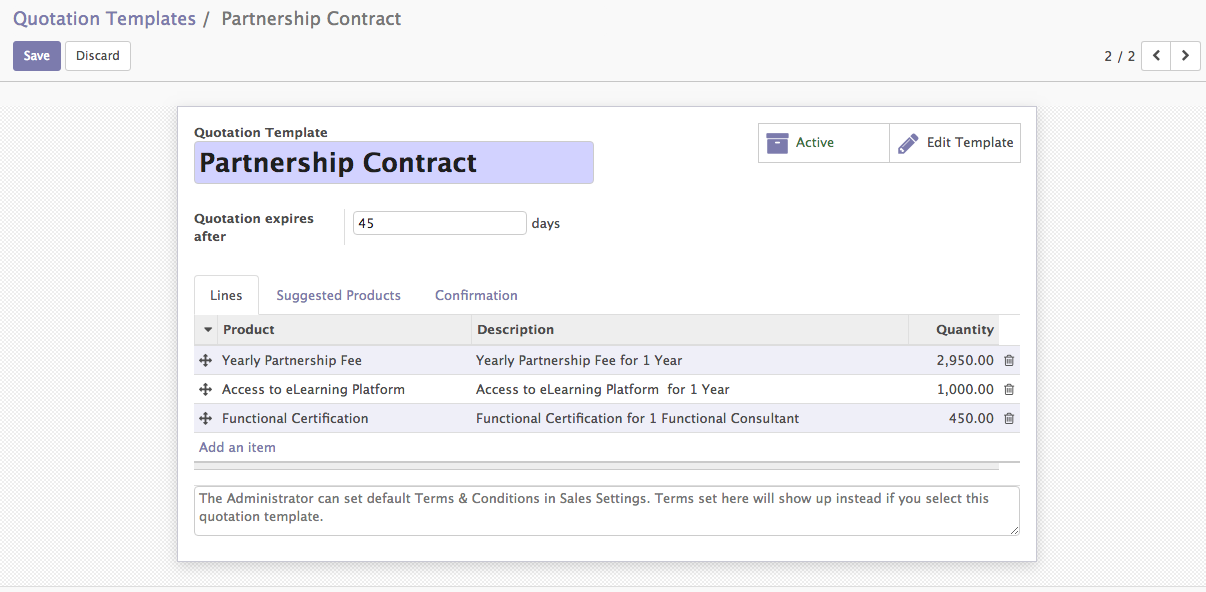 Quotation Templates / Partnership Contract
Save Discard 2 / 2
Quotation Template
Active Edit Template
Partnership Contract
Quotation expires after 45 days
Lines Suggested Products Confirmation
Product Description Quantity
Yearly Partnership Fee Yearly Partnership Fee for 1 Year 2,950.00
Access to eLearning Platform Access to eLearning Platform  for 1 Year 1,000.00
Functional Certification Functional Certification for 1 Functional Consultant 450.00
Add an item
The Administrator can set default Terms & Conditions in Sales Settings. Terms set here will show up instead if you select this
quotation template.